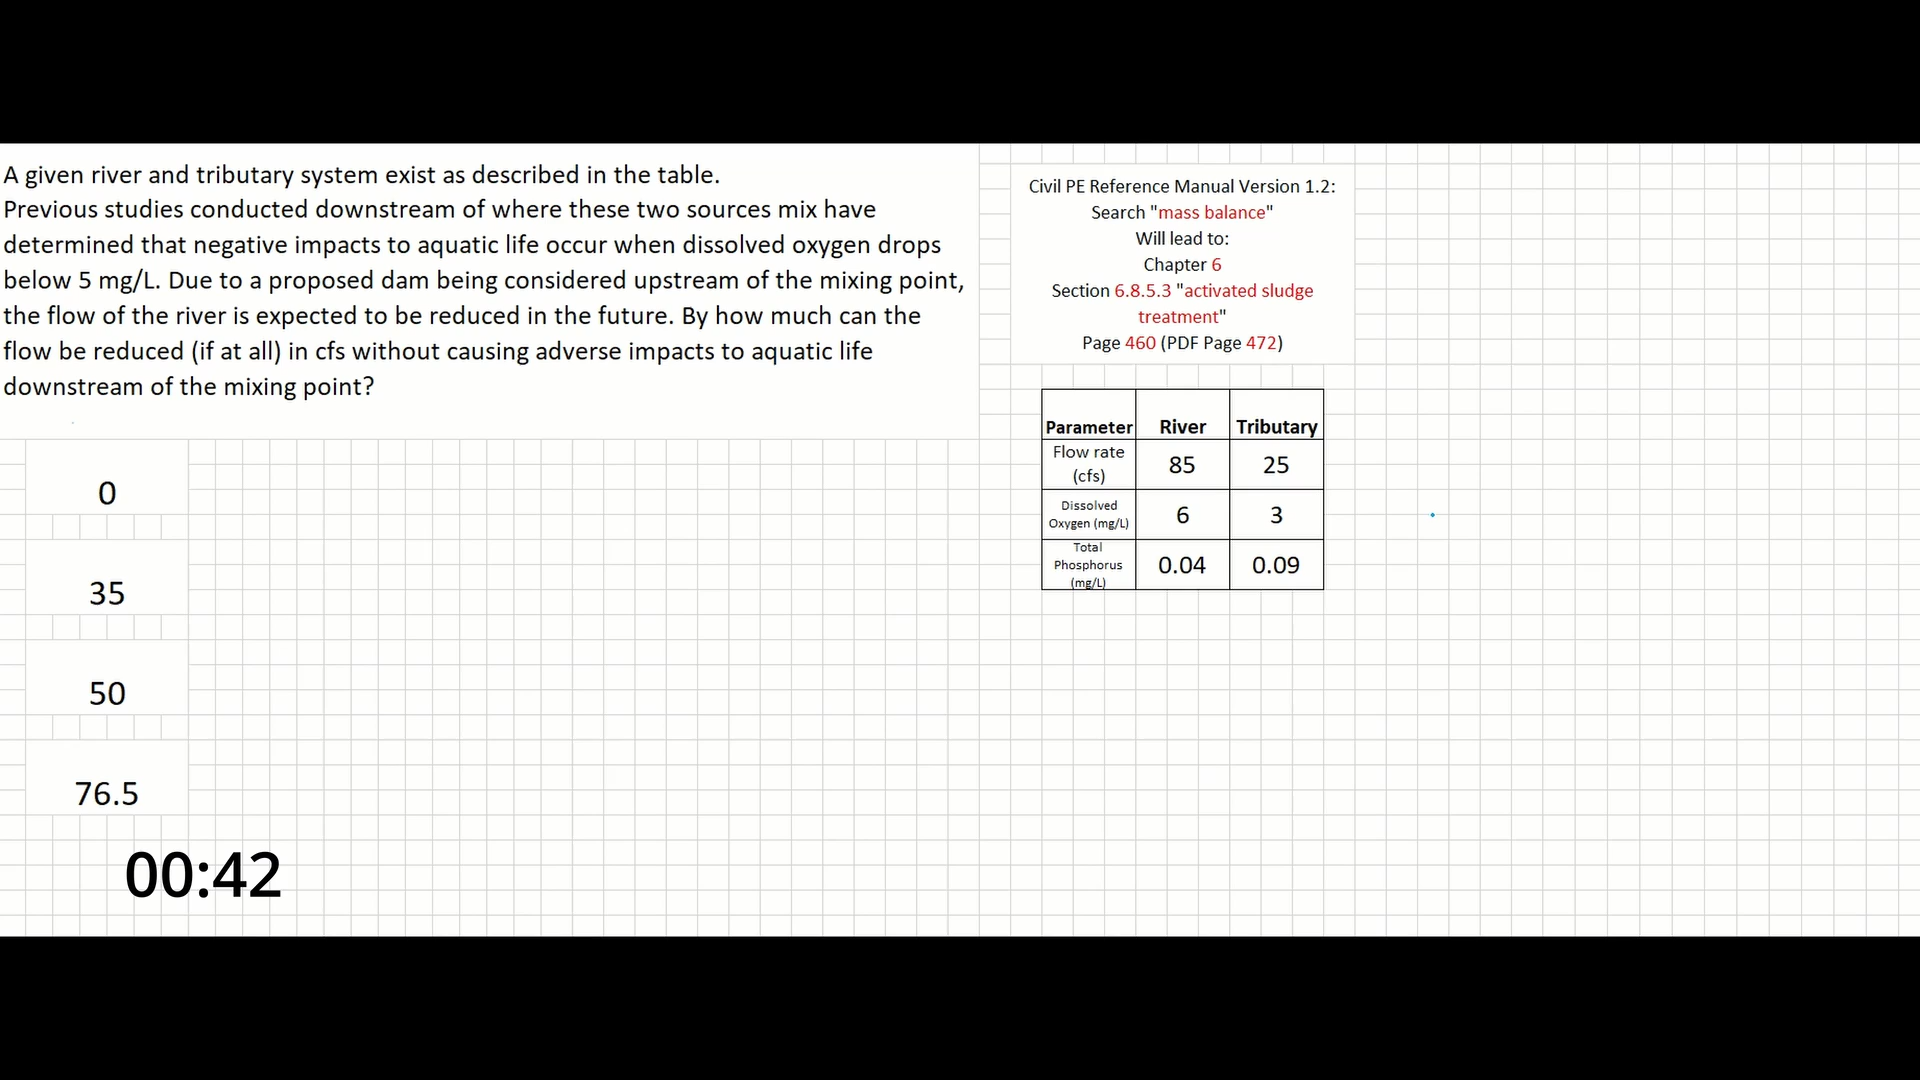 A given river and tributary system exist as described in the table.
Previous studies conducted downstream of where these two sources mix have
determined that negative impacts to aquatic life occur when dissolved oxygen drops
below 5 mg/L. Due to a proposed dam being considered upstream of the mixing point,
the flow of the river is expected to be reduced in the future. By how much can the
flow be reduced (if at all) in cfs without causing adverse impacts to aquatic life
downstream of the mixing point?
0
35
50
76.5
00:42
Civil PE Reference Manual Version 1.2:
Search "mass balance"
Will lead to:
Chapter 6
Section 6.8.5.3 "activated sludge
treatment"
Page 460 (PDF Page 472)
Parameter River Tributary
Flow rate
(cfs) 85 25
Dissolved
Oxygen (mg/L) 6 3
Total
Phosphorus
(mg/L) 0.04 0.09